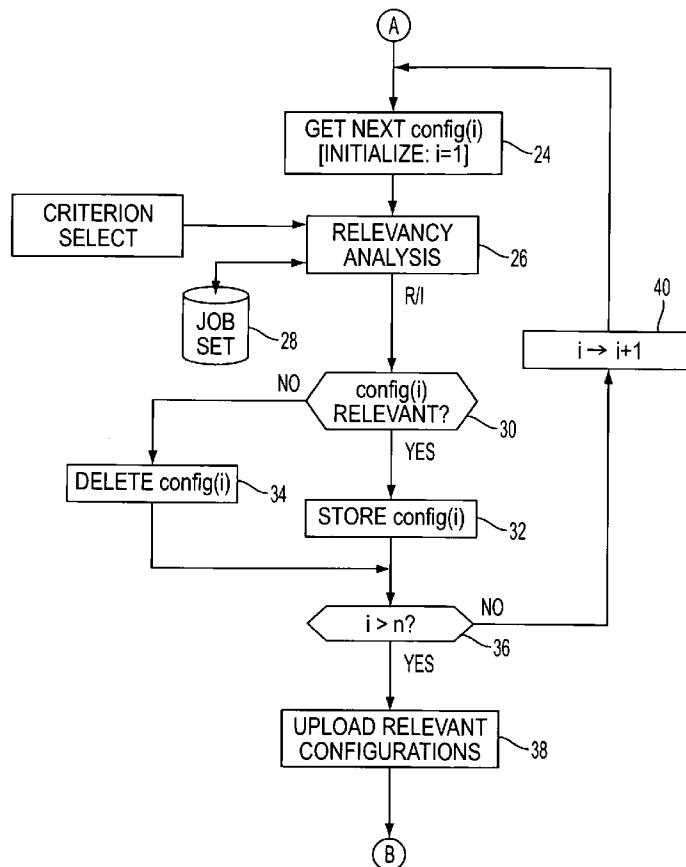 A
GET NEXT config(i)
[INITIALIZE: i=1]
24
CRITERION
SELECT
RELEVANCY
ANALYSIS
26
R/I
JOB
SET
28
40
i → i+1
NO
config(i)
RELEVANT?
30
YES
DELETE config(i)
34
STORE config(i)
32
i > n?
NO
36
YES
UPLOAD RELEVANT
CONFIGURATIONS
38
B